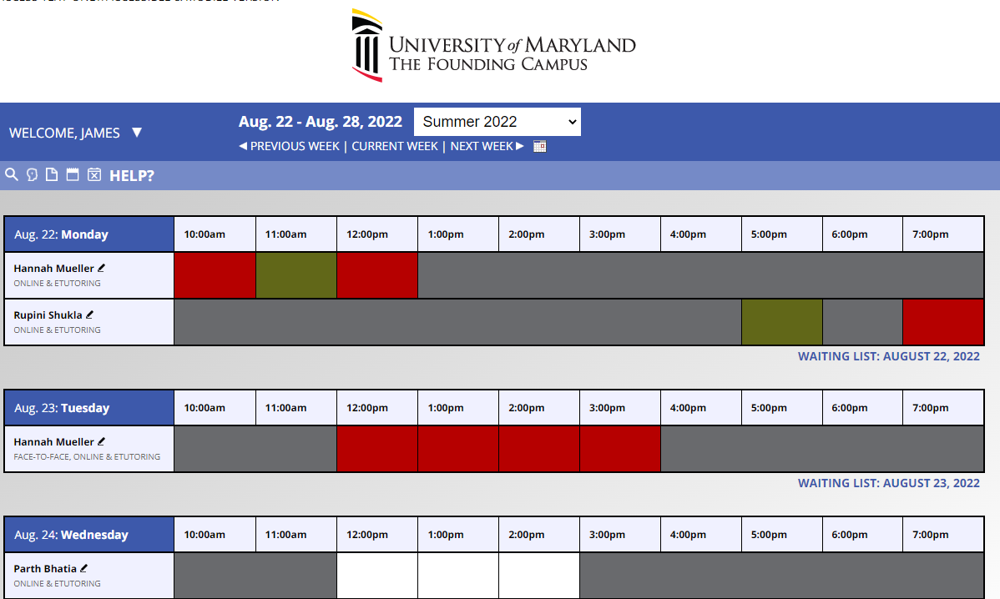 UNIVERSITY of MARYLAND
THE FOUNDING CAMPUS
WELCOME, JAMES ▼
Aug. 22 - Aug. 28, 2022 Summer 2022
◀ PREVIOUS WEEK | CURRENT WEEK | NEXT WEEK ▶
HELP?
Aug. 22: Monday 10:00am 11:00am 12:00pm 1:00pm 2:00pm 3:00pm 4:00pm 5:00pm 6:00pm 7:00pm
Hannah Mueller
ONLINE & ETUTORING
Rupini Shukla
ONLINE & ETUTORING
WAITING LIST: AUGUST 22, 2022
Aug. 23: Tuesday 10:00am 11:00am 12:00pm 1:00pm 2:00pm 3:00pm 4:00pm 5:00pm 6:00pm 7:00pm
Hannah Mueller
FACE-TO-FACE, ONLINE & ETUTORING
WAITING LIST: AUGUST 23, 2022
Aug. 24: Wednesday 10:00am 11:00am 12:00pm 1:00pm 2:00pm 3:00pm 4:00pm 5:00pm 6:00pm 7:00pm
Parth Bhatia
ONLINE & ETUTORING